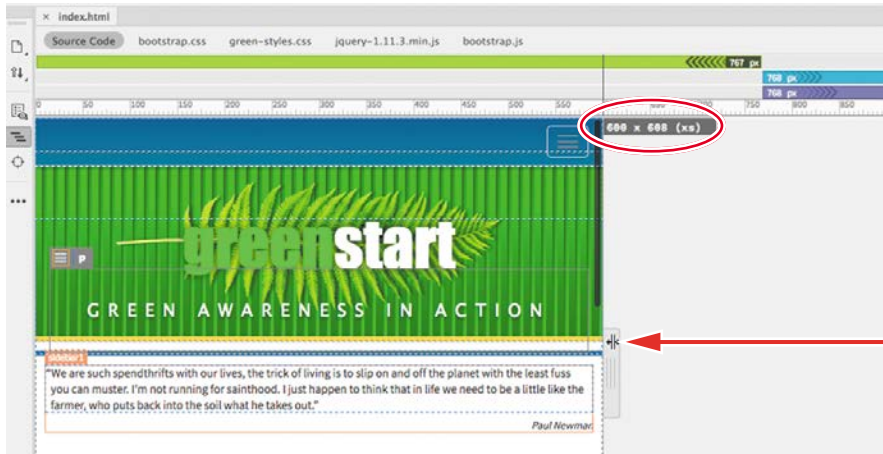 × index.html
Source Code bootstrap.css green-styles.css jquery-1.11.3.min.js bootstrap.js
767 px
768 px
768 px
0 50 100 150 200 250 300 350 400 450 500 550 700 750 800 850
600 x 608 (xs)
greenstart
p
GREEN AWARENESS IN ACTION
sidebar1
"We are such spendthrifts with our lives, the trick of living is to slip on and off the planet with the least fuss
you can muster. I'm not running for sainthood. I just happen to think that in life we need to be a little like the
farmer, who puts back into the soil what he takes out."
Paul Newman